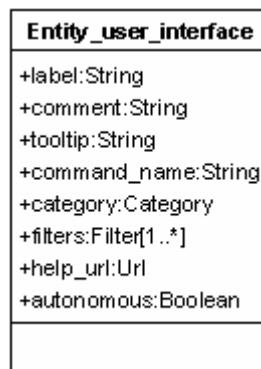 Entity_user_interface
+label:String
+comment:String
+tooltip:String
+command_name:String
+category:Category
+filters:Filter[1..*]
+help_url:Url
+autonomous:Boolean